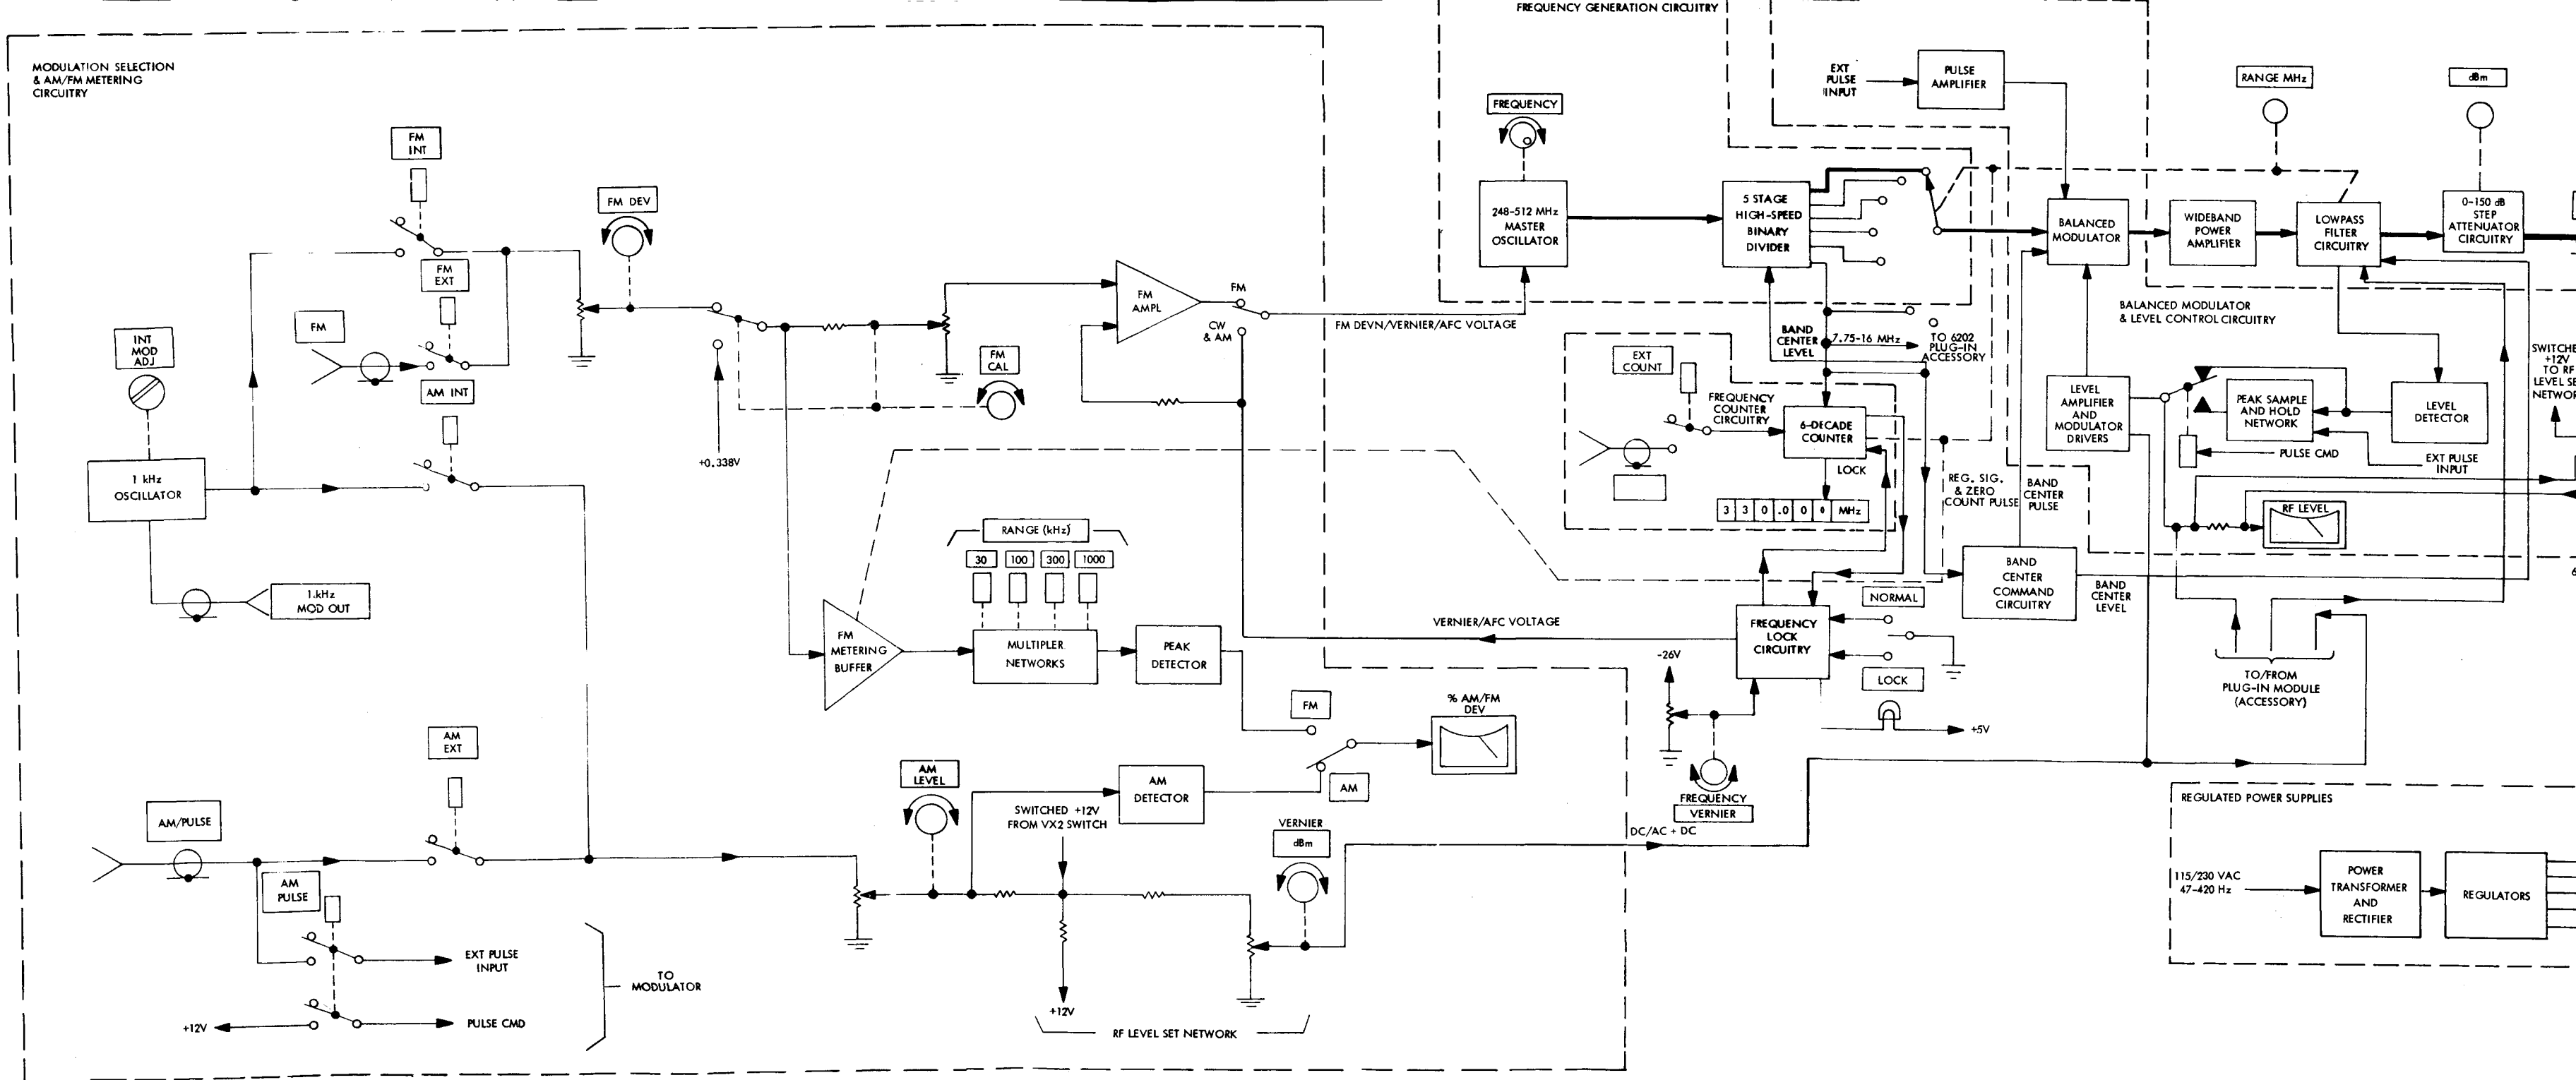 FREQUENCY GENERATION CIRCUITRY
MODULATION SELECTION
& AM/FM METERING
CIRCUITRY
EXT
PULSE
INPUT
PULSE
AMPLIFIER
RANGE MHz
dBm
FREQUENCY
FM
INT
FM DEV
248-512 MHz
MASTER
OSCILLATOR
5 STAGE
HIGH-SPEED
BINARY
DIVIDER
BALANCED
MODULATOR
WIDEBAND
POWER
AMPLIFIER
LOWPASS
FILTER
CIRCUITRY
0-150 dB
STEP
ATTENUATOR
CIRCUITRY
FM
EXT
FM
FM
AMPL
FM
CW
& AM
FM DEVN/VERNIER/AFC VOLTAGE
BALANCED MODULATOR
& LEVEL CONTROL CIRCUITRY
INT
MOD
ADJ
FM
CAL
BAND
CENTER
LEVEL
7.75-16 MHz
TO 6202
PLUG-IN
ACCESSORY
EXT
COUNT
AM INT
FREQUENCY
COUNTER
CIRCUITRY
6-DECADE
COUNTER
LOCK
LEVEL
AMPLIFIER
AND
MODULATOR
DRIVERS
PEAK SAMPLE
AND HOLD
NETWORK
LEVEL
DETECTOR
SWITCHE
+12V
TO RF
LEVEL SE
NETWOR
PULSE CMD
EXT PULSE
INPUT
+0.338V
1 kHz
OSCILLATOR
REG. SIG.
& ZERO
COUNT PULSE
BAND
CENTER
PULSE
3 3 0 .0 0 0 MHz
RF LEVEL
RANGE (kHz)
30 100 300 1000
1.kHz
MOD OUT
BAND
CENTER
COMMAND
CIRCUITRY
BAND
CENTER
LEVEL
NORMAL
VERNIER/AFC VOLTAGE
FREQUENCY
LOCK
CIRCUITRY
FM
METERING
BUFFER
MULTIPLER
NETWORKS
PEAK
DETECTOR
-26V
LOCK
TO/FROM
PLUG-IN MODULE
(ACCESSORY)
FM
% AM/FM
DEV
+5V
AM
EXT
AM
LEVEL
AM
DETECTOR
AM
FREQUENCY
VERNIER
REGULATED POWER SUPPLIES
AM/PULSE
SWITCHED +12V
FROM VX2 SWITCH
VERNIER
dBm
DC/AC + DC
AM
PULSE
115/230 VAC
47-420 Hz
POWER
TRANSFORMER
AND
RECTIFIER
REGULATORS
EXT PULSE
INPUT
TO
MODULATOR
+12V
PULSE CMD
+12V
RF LEVEL SET NETWORK